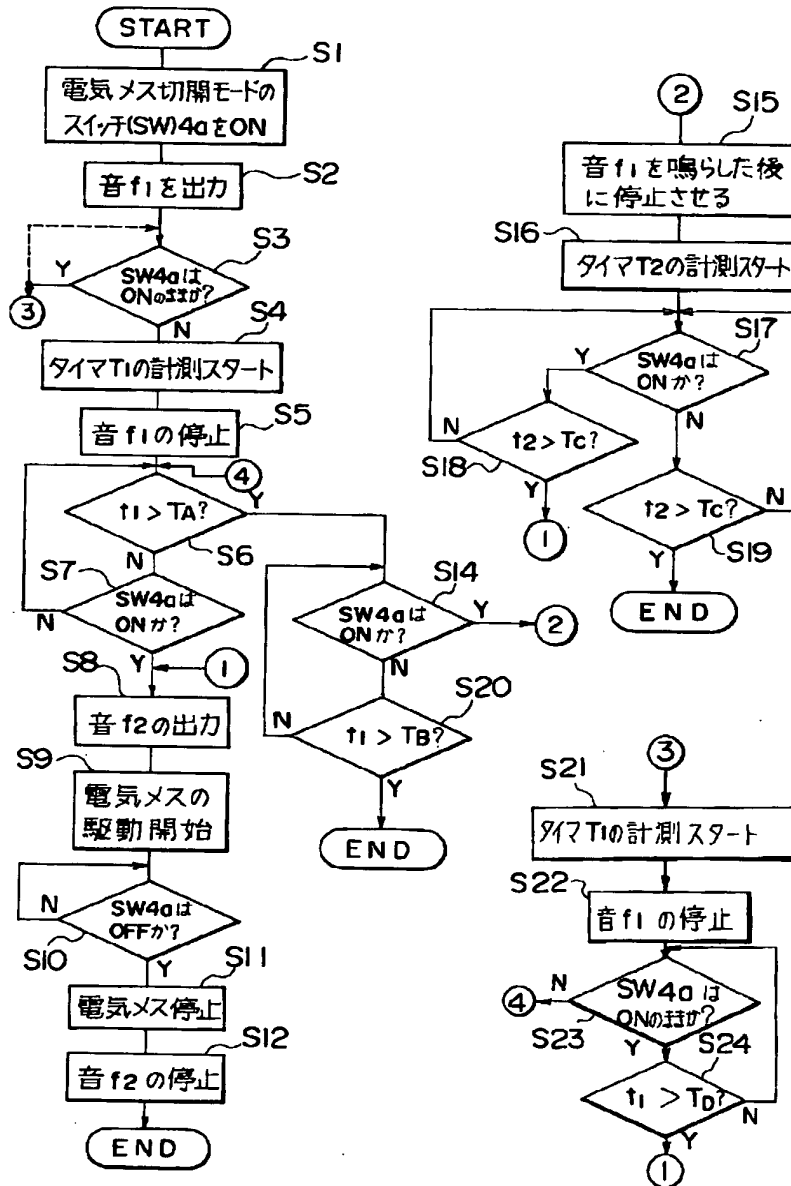 START
S1
電気メス切開モードの
スイッチ(SW)4aをON
S2
音f1を出力
S3
SW4aは
ONのままか?
Y
N
3
S4
タイマT1の計測スタート
S5
音f1の停止
4
t1>TA?
Y
N
S6
S7
SW4aは
ONか?
N
Y
1
S8
音f2の出力
S9
電気メスの
駆動開始
SW4aは
OFFか?
N
Y
S10
S11
電気メス停止
S12
音f2の停止
END
S14
SW4aは
ONか?
Y
2
N
S20
t1>TB?
N
Y
END
2
S15
音f1を鳴らした後
に停止させる
S16
タイマT2の計測スタート
S17
SW4aは
ONか?
Y
N
t2>Tc?
N
S18
Y
1
t2>Tc?
N
S19
Y
END
3
S21
タイマT1の計測スタート
S22
音f1の停止
SW4aは
ONのままか?
N
4
S23
Y
S24
t1>TD?
N
Y
1